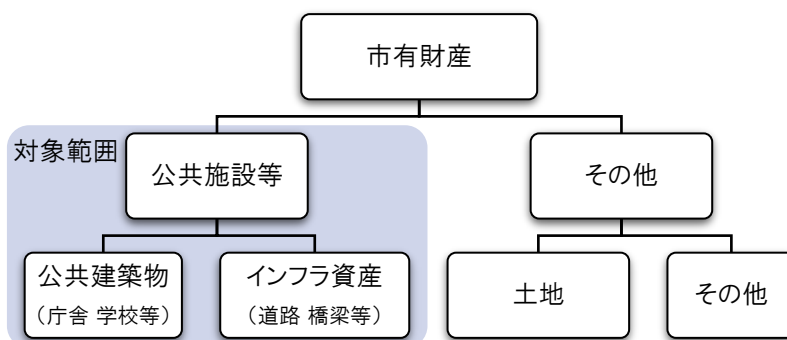 市有財産
対象範囲
公共施設等
その他
公共建築物
（庁舎 学校等）
インフラ資産
（道路 橋梁等）
土地
その他